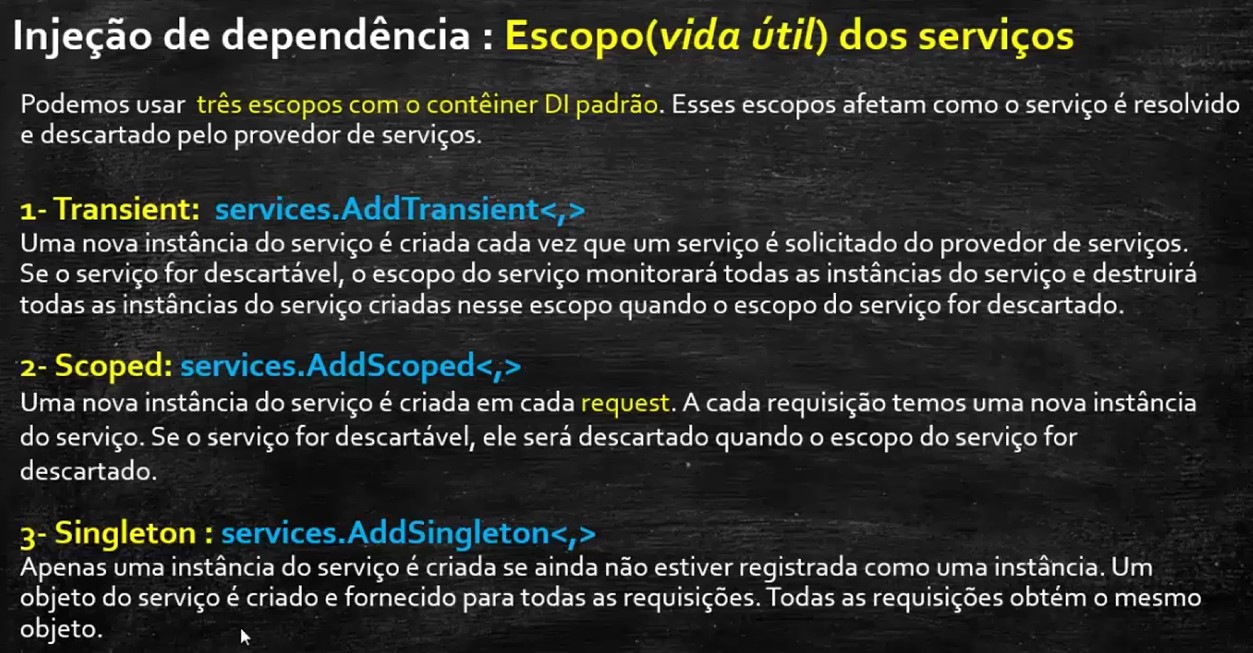 Injeção de dependência : Escopo(vida útil) dos serviços
Podemos usar três escopos com o contêiner DI padrão. Esses escopos afetam como o serviço é resolvido
e descartado pelo provedor de serviços.
1- Transient: services.AddTransient<,>
Uma nova instância do serviço é criada cada vez que um serviço é solicitado do provedor de serviços.
Se o serviço for descartável, o escopo do serviço monitorará todas as instâncias do serviço e destruirá
todas as instâncias do serviço criadas nesse escopo quando o escopo do serviço for descartado.
2- Scoped: services.AddScoped<,>
Uma nova instância do serviço é criada em cada request. A cada requisição temos uma nova instância
do serviço. Se o serviço for descartável, ele será descartado quando o escopo do serviço for
descartado.
3- Singleton : services.AddSingleton<,>
Apenas uma instância do serviço é criada se ainda não estiver registrada como uma instância. Um
objeto do serviço é criado e fornecido para todas as requisições. Todas as requisições obtém o mesmo
objeto.